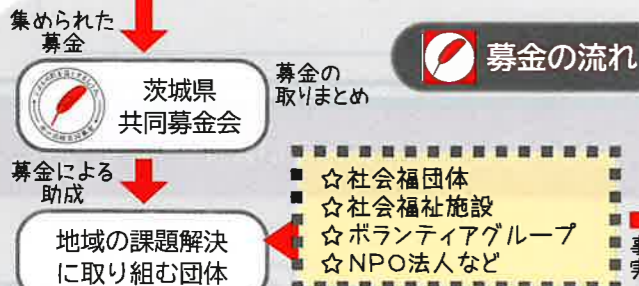 集められた
募金
募金の流れ
茨城県
共同募金会
募金の
取りまとめ
募金による
助成
地域の課題解決
に取り組む団体
☆社会福団体
☆社会福祉施設
☆ボランティアグループ
☆NPO法人など